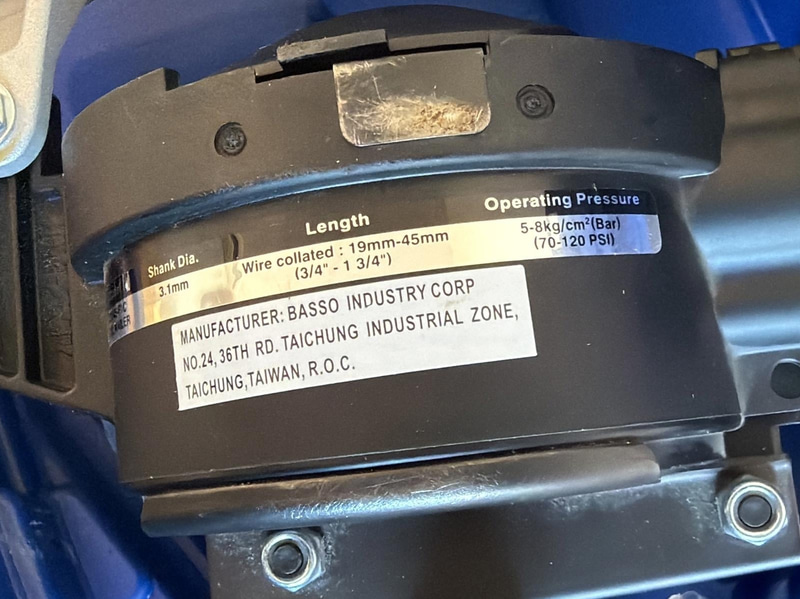 Shank Dia.
3.1mm
Length
Wire collated : 19mm-45mm
(3/4" - 1 3/4")
Operating Pressure
5-8kg/cm²(Bar)
(70-120 PSI)
MANUFACTURER: BASSO INDUSTRY CORP
NO.24, 36TH RD. TAICHUNG INDUSTRIAL ZONE,
TAICHUNG,TAIWAN, R.O.C.